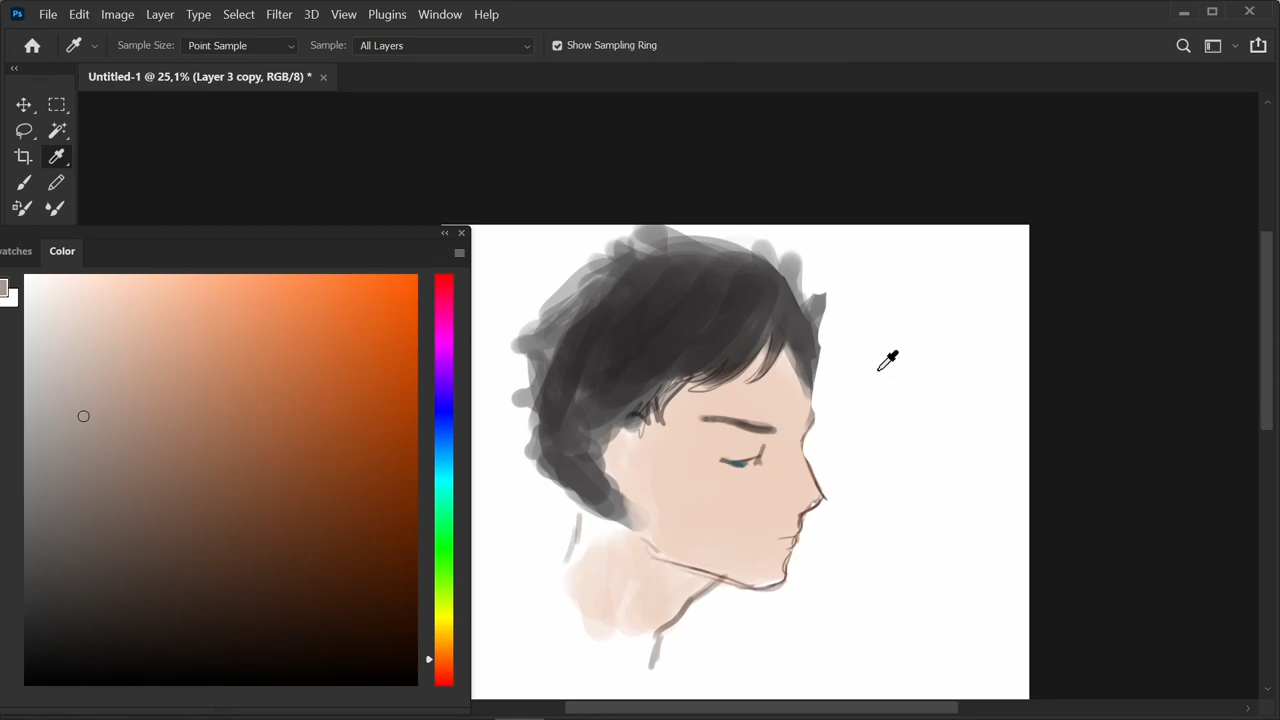 Ps File Edit Image Layer Type Select Filter 3D View Plugins Window Help
Sample Size: Point Sample Sample: All Layers Show Sampling Ring
Untitled-1 @ 25,1% (Layer 3 copy, RGB/8) *
watches Color